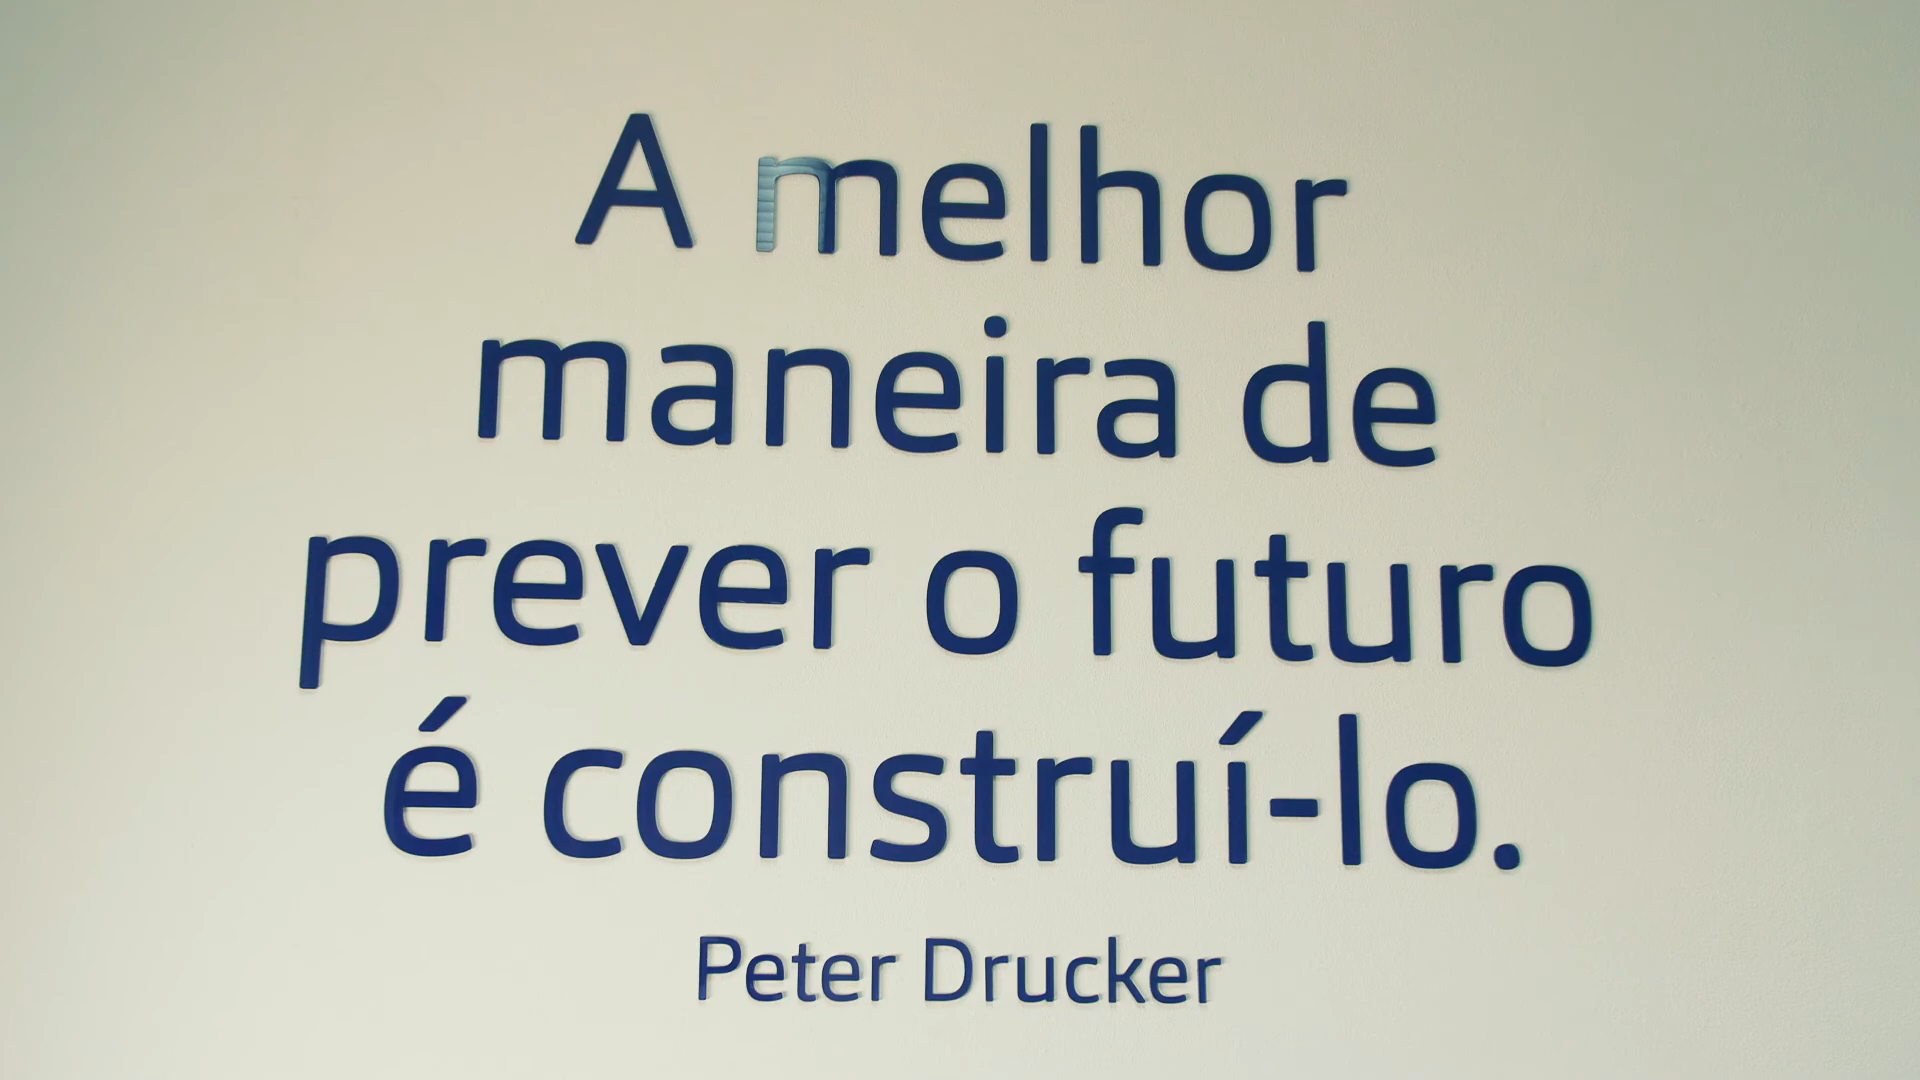 A melhor
maneira de
prever o futuro
é construí-lo.
Peter Drucker